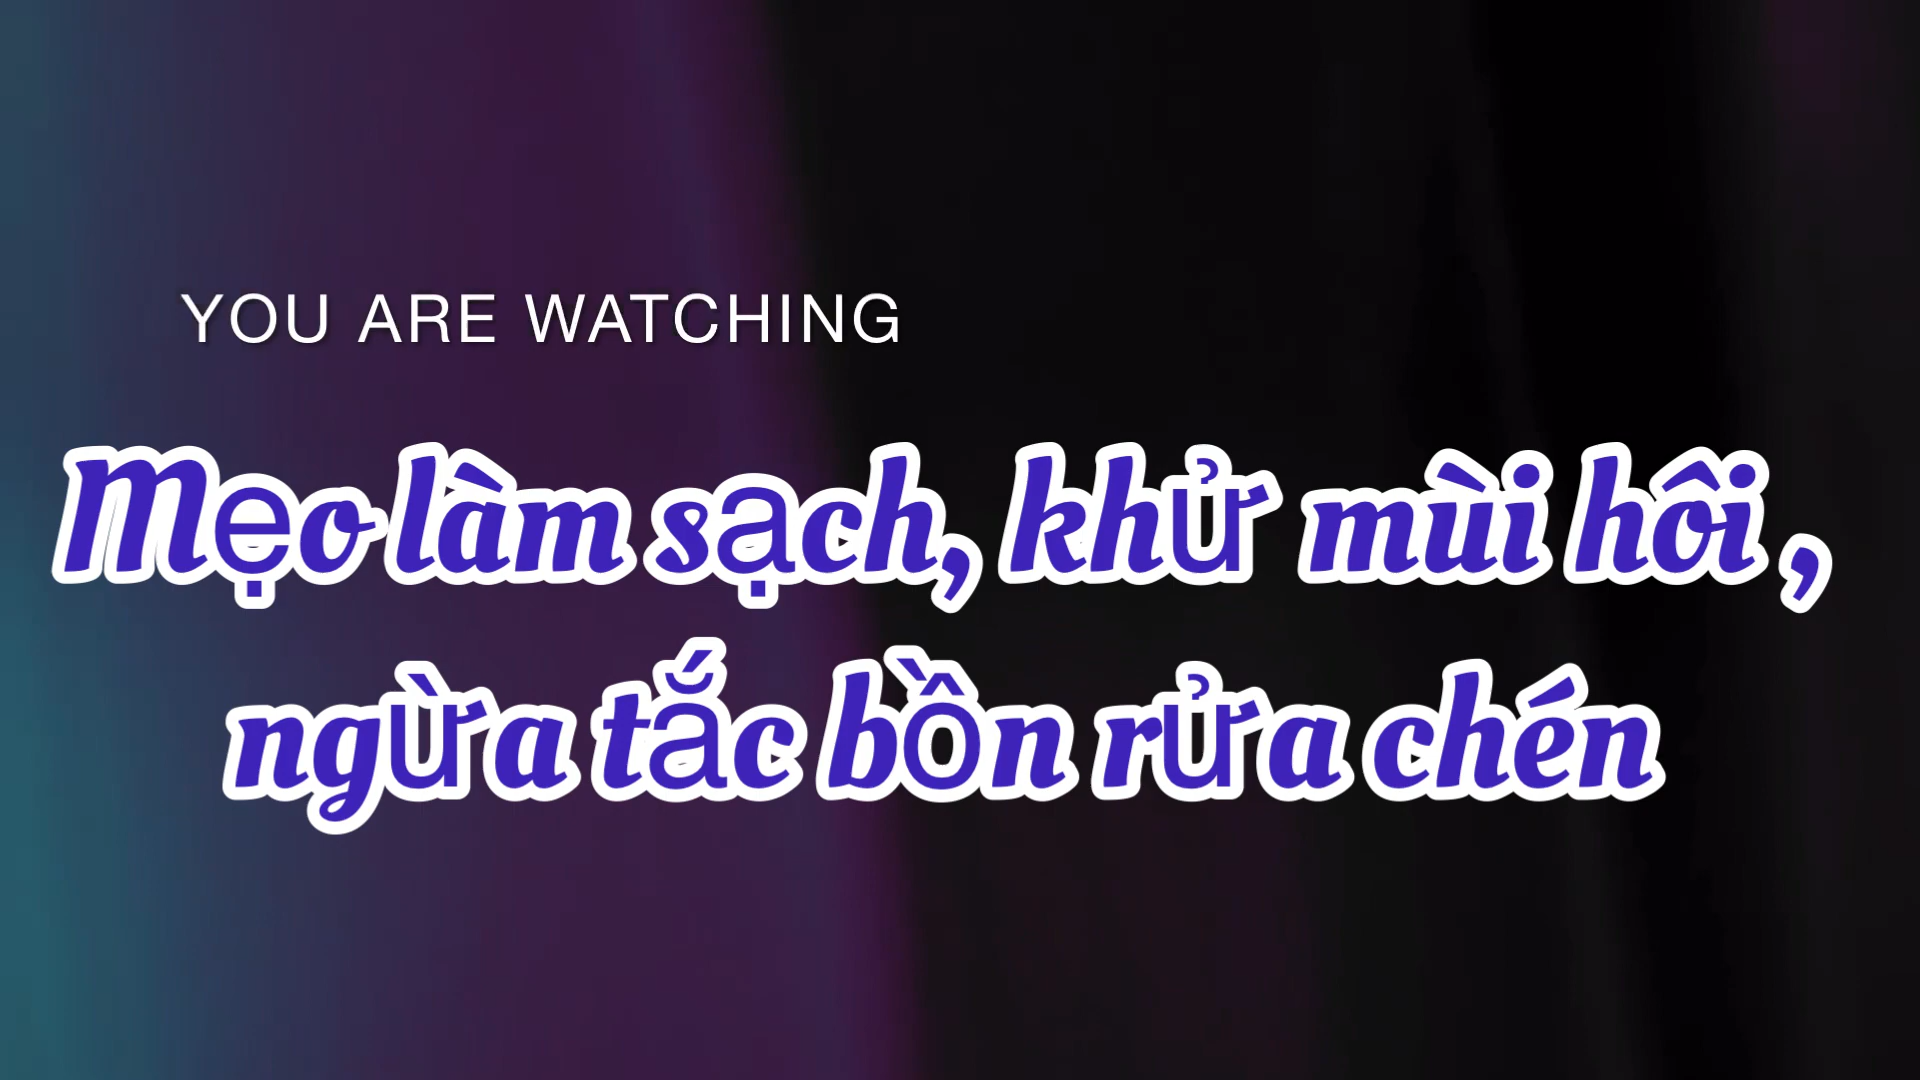 YOU ARE WATCHING
Mẹo làm sạch, khử mùi hôi ,
ngừa tắc bồn rửa chén